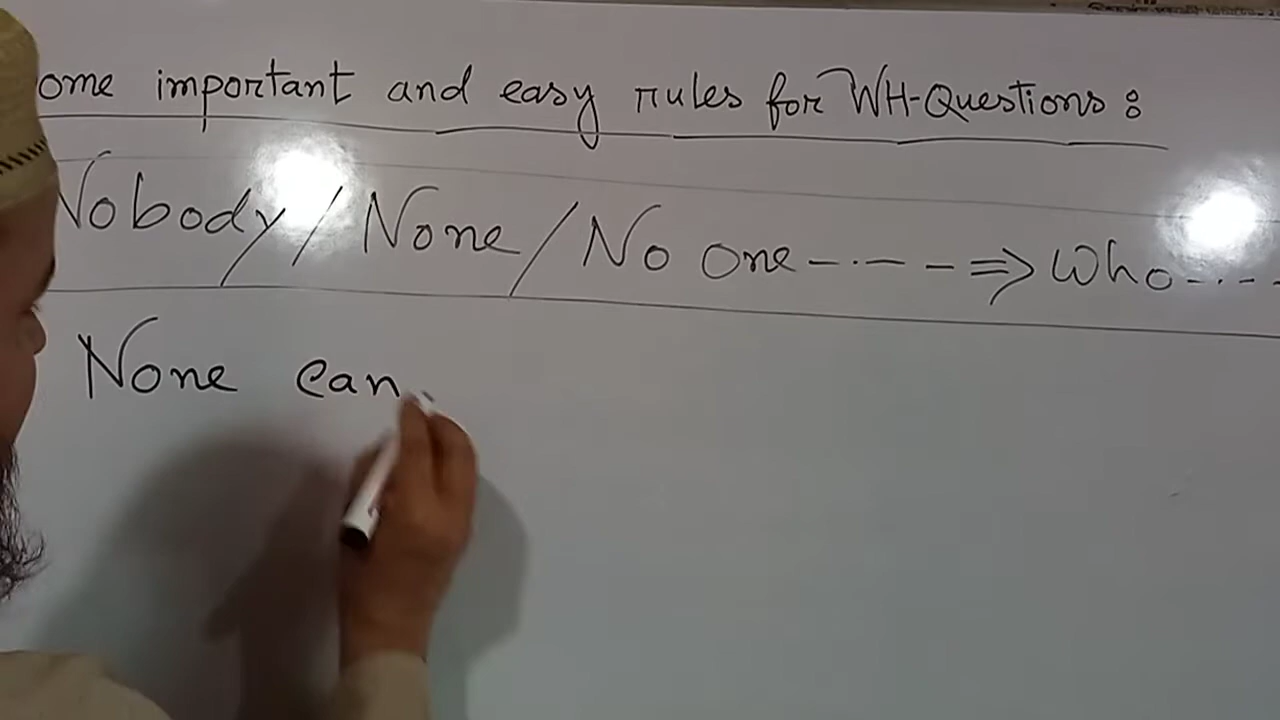 ome important and easy rules for WH-Questions :
Nobody / None / No one -.-- - => Who -.--
None can